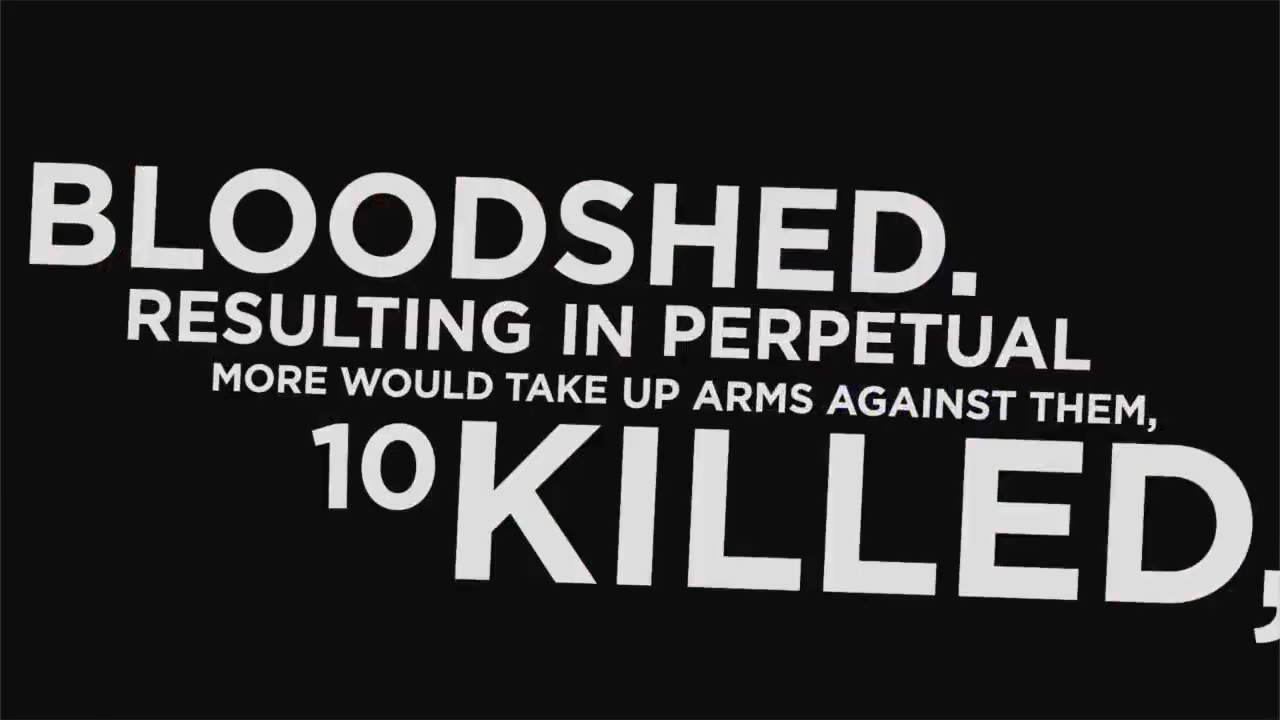 BLOODSHED.
RESULTING IN PERPETUAL
MORE WOULD TAKE UP ARMS AGAINST THEM,
10 KILLED,